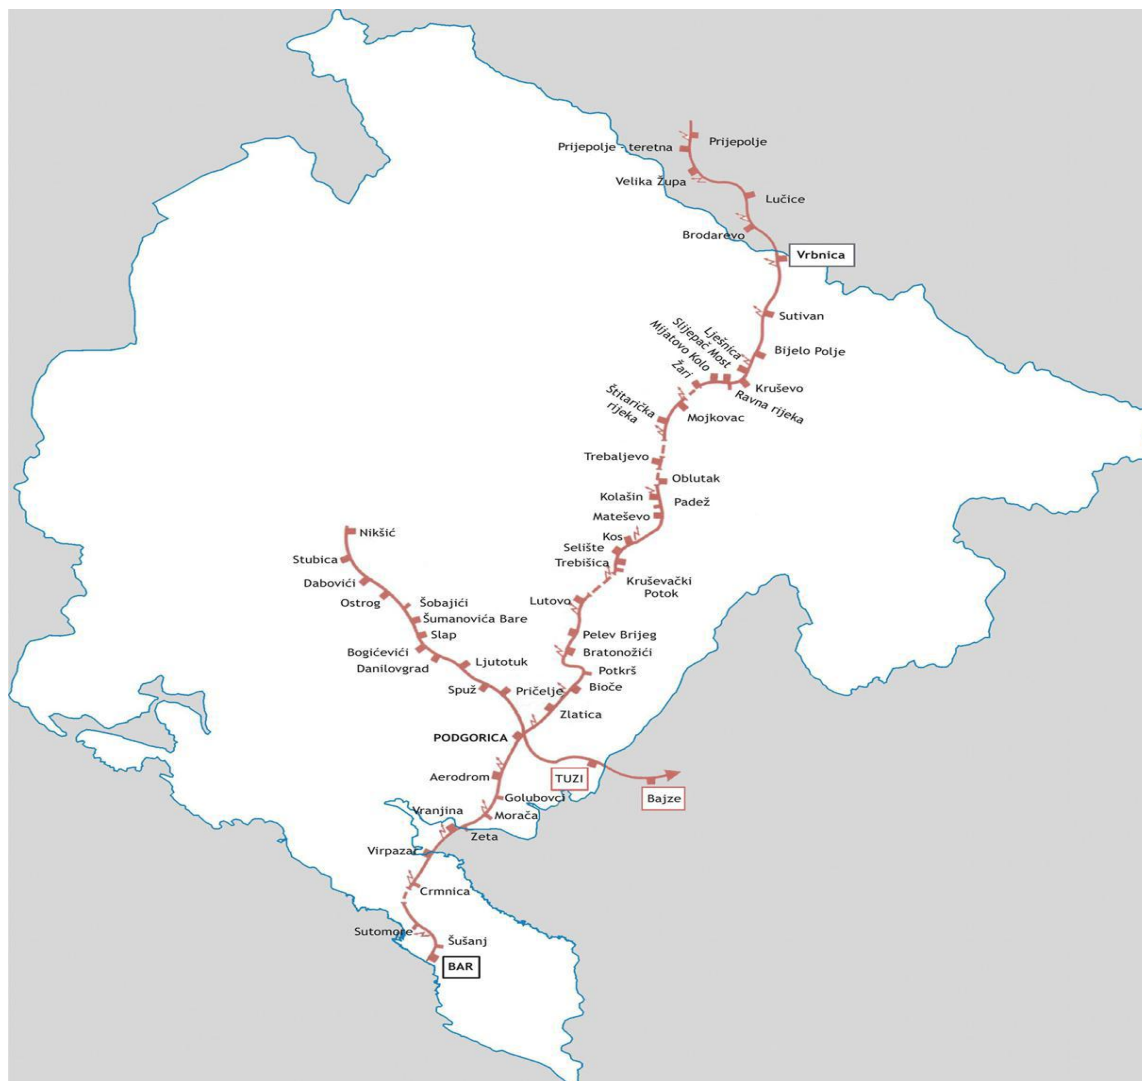 Prijepolje
Prijepolje - teretna
Velika Župa
Lučice
Brodarevo
Vrbnica
Sutivan
Bijelo Polje
Lješnica
Slijepač Most
Mijatovo Kolo
Žari
Kruševo
Ravna rijeka
Štitarička
rijeka
Mojkovac
Trebaljevo
Oblutak
Kolašin
Padež
Mateševo
Kos
Selište
Trebišica
Kruševački
Potok
Lutovo
Pelev Brijeg
Bratonožići
Potkrš
Bioče
Zlatica
Nikšić
Stubica
Dabovići
Ostrog
Šobajići
Šumanovića Bare
Slap
Bogićevići
Danilovgrad
Ljutotuk
Spuž
Pričelje
PODGORICA
TUZI
Bajze
Aerodrom
Golubovci
Morača
Vranjina
Zeta
Virpazar
Crmnica
Sutomore
Šušanj
BAR